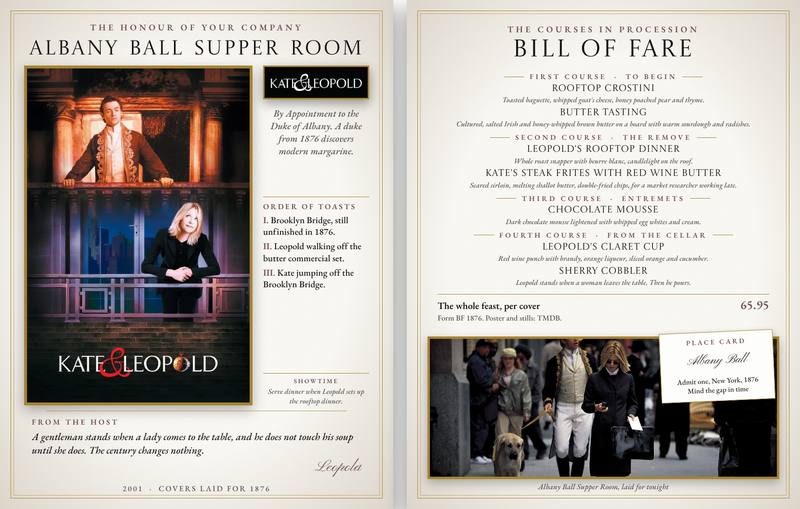 THE HONOUR OF YOUR COMPANY
ALBANY BALL SUPPER ROOM
KATE & LEOPOLD
By Appointment to the
Duke of Albany. A duke
from 1876 discovers
modern margarine.
ORDER OF TOASTS
I. Brooklyn Bridge, still
unfinished in 1876.
II. Leopold walking off the
butter commercial set.
III. Kate jumping off the
Brooklyn Bridge.
KATE & LEOPOLD
SHOWTIME
Serve dinner when Leopold sets up
the rooftop dinner.
FROM THE HOST
A gentleman stands when a lady comes to the table, and he does not touch his soup
until she does. The century changes nothing.
Leopold
2001 · COVERS LAID FOR 1876
THE COURSES IN PROCESSION
BILL OF FARE
FIRST COURSE · TO BEGIN
ROOFTOP CROSTINI
Toasted baguette, whipped goat's cheese, honey poached pear and thyme.
BUTTER TASTING
Cultured, salted Irish and honey-whipped brown butter on a board with warm sourdough and radishes.
SECOND COURSE · THE REMOVE
LEOPOLD'S ROOFTOP DINNER
Whole roast snapper with beurre blanc, candlelight on the roof.
KATE'S STEAK FRITES WITH RED WINE BUTTER
Seared sirloin, melting shallot butter, double-fried chips, for a market researcher working late.
THIRD COURSE · ENTREMETS
CHOCOLATE MOUSSE
Dark chocolate mousse lightened with whipped egg whites and cream.
FOURTH COURSE · FROM THE CELLAR
LEOPOLD'S CLARET CUP
Red wine punch with brandy, orange liqueur, sliced orange and cucumber.
SHERRY COBBLER
Leopold stands when a woman leaves the table. Then he pours.
The whole feast, per cover 65.95
Form BF 1876. Poster and stills: TMDB.
PLACE CARD
Albany Ball
Admit one, New York, 1876
Mind the gap in time
Albany Ball Supper Room, laid for tonight